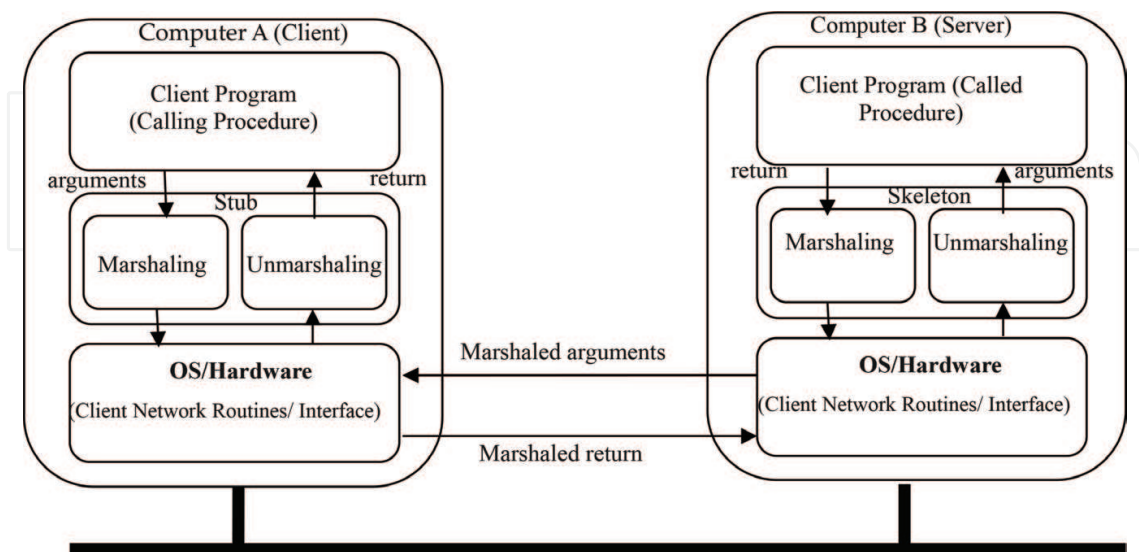 Computer A (Client)
Client Program
(Calling Procedure)
arguments
return
Stub
Marshaling
Unmarshaling
OS/Hardware
(Client Network Routines/ Interface)
Marshaled arguments
Marshaled return
Computer B (Server)
Client Program (Called
Procedure)
return
arguments
Skeleton
Marshaling
Unmarshaling
OS/Hardware
(Client Network Routines/ Interface)